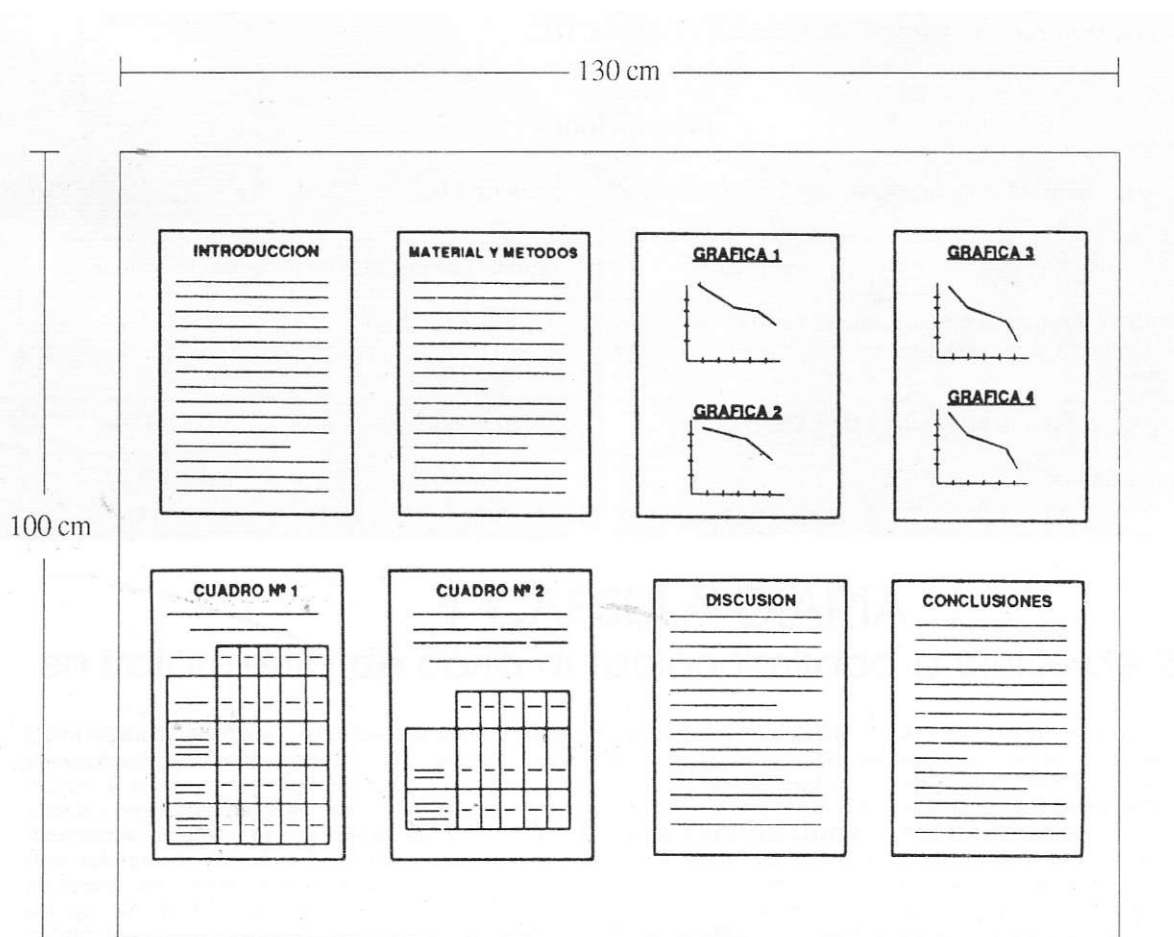 130 cm
100 cm
INTRODUCCION
MATERIAL Y METODOS
GRAFICA 1
GRAFICA 2
GRAFICA 3
GRAFICA 4
CUADRO Nº 1
CUADRO Nº 2
DISCUSION
CONCLUSIONES